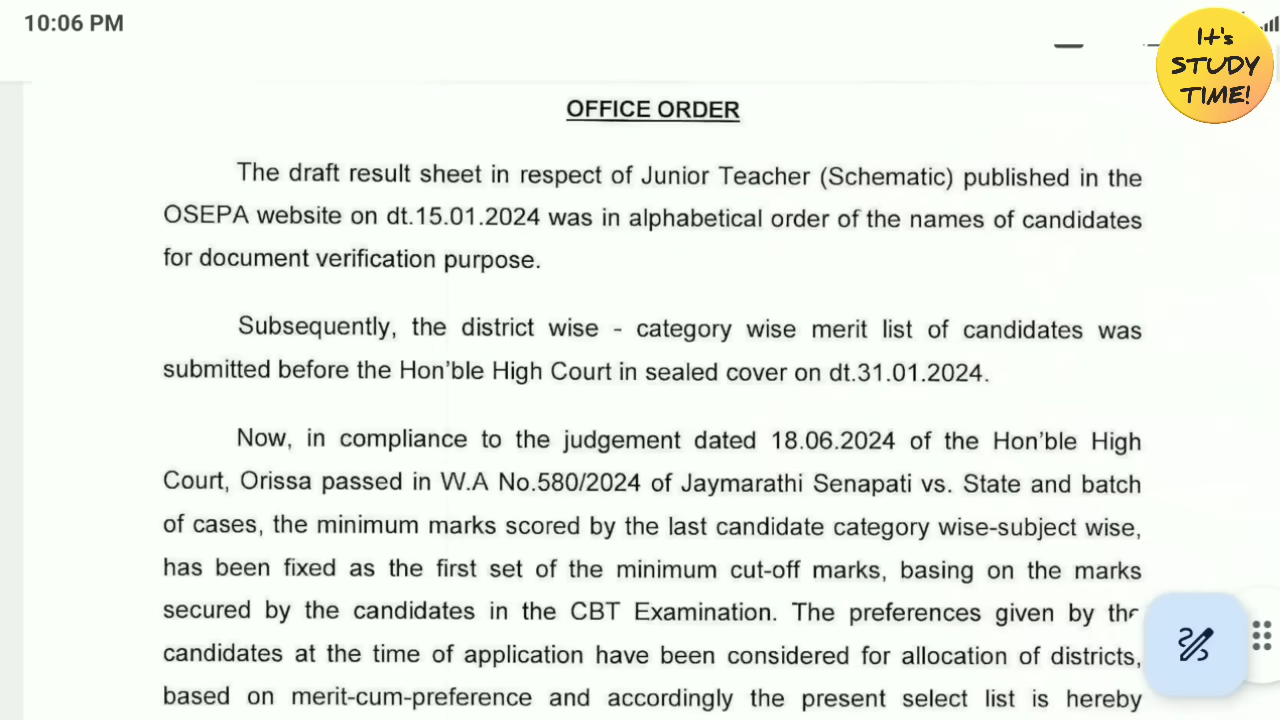 10:06 PM
It's
STUDY
TIME!
OFFICE ORDER
The draft result sheet in respect of Junior Teacher (Schematic) published in the
OSEPA website on dt.15.01.2024 was in alphabetical order of the names of candidates
for document verification purpose.
Subsequently, the district wise - category wise merit list of candidates was
submitted before the Hon'ble High Court in sealed cover on dt.31.01.2024.
Now, in compliance to the judgement dated 18.06.2024 of the Hon'ble High
Court, Orissa passed in W.A No.580/2024 of Jaymarathi Senapati vs. State and batch
of cases, the minimum marks scored by the last candidate category wise-subject wise,
has been fixed as the first set of the minimum cut-off marks, basing on the marks
secured by the candidates in the CBT Examination. The preferences given by the
candidates at the time of application have been considered for allocation of districts,
based on merit-cum-preference and accordingly the present select list is hereby